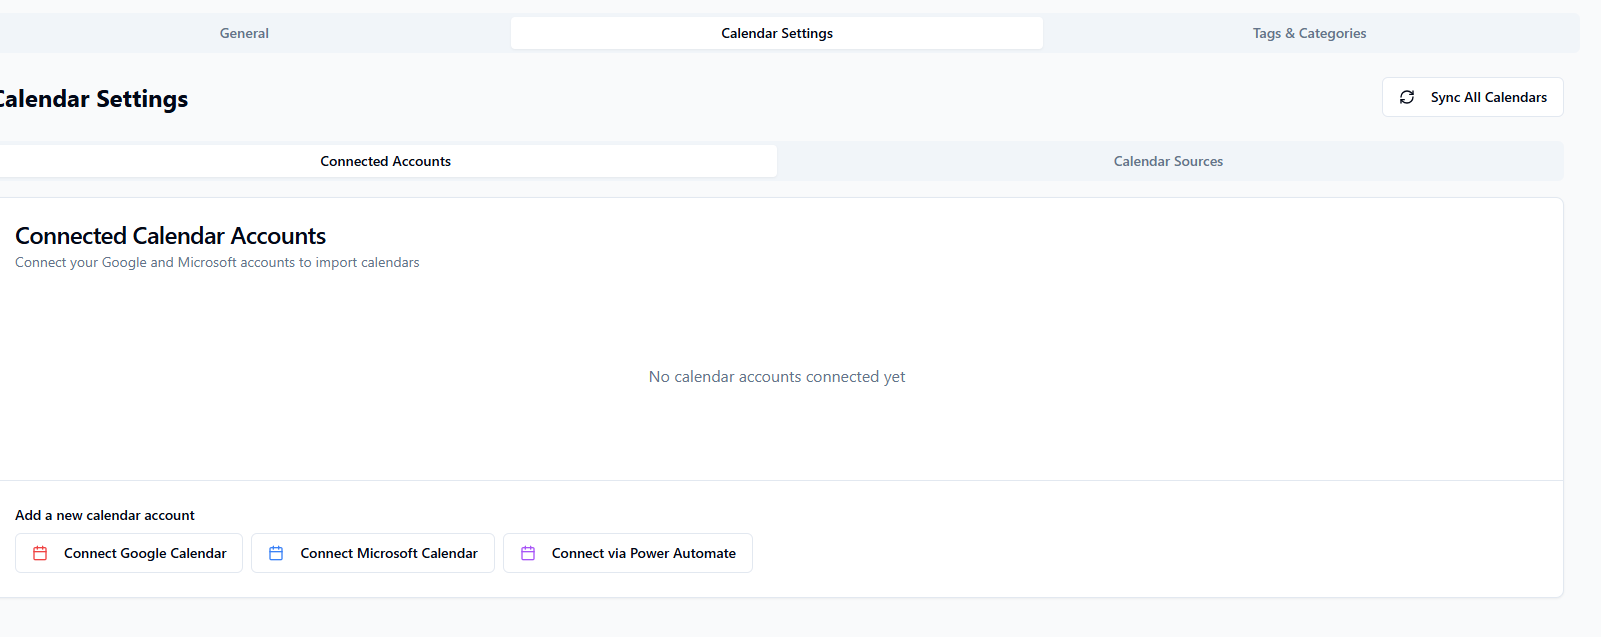 General
Calendar Settings
Tags & Categories
Calendar Settings
Sync All Calendars
Connected Accounts
Calendar Sources
Connected Calendar Accounts
Connect your Google and Microsoft accounts to import calendars
No calendar accounts connected yet
Add a new calendar account
Connect Google Calendar
Connect Microsoft Calendar
Connect via Power Automate